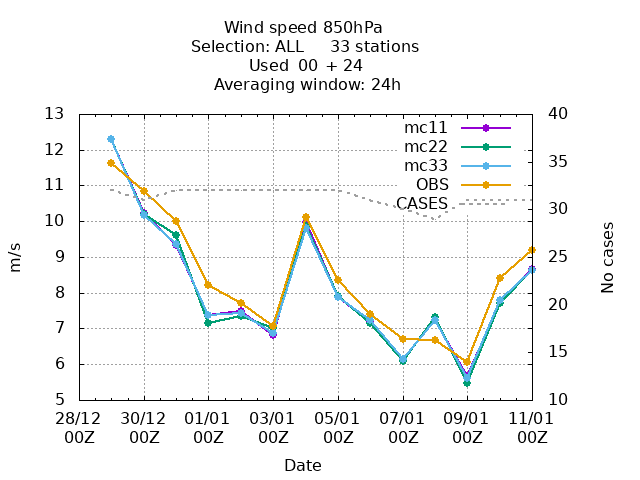 Wind speed 850hPa
Selection: ALL 33 stations
Used 00 + 24
Averaging window: 24h
13 40
mc11
mc22
mc33
OBS
CASES
12
11
10
9
8
7
6
5
35
30
25
20
15
10
m/s
No cases
28/12 30/12 01/01 03/01 05/01 07/01 09/01 11/01
00Z 00Z 00Z 00Z 00Z 00Z 00Z 00Z
Date